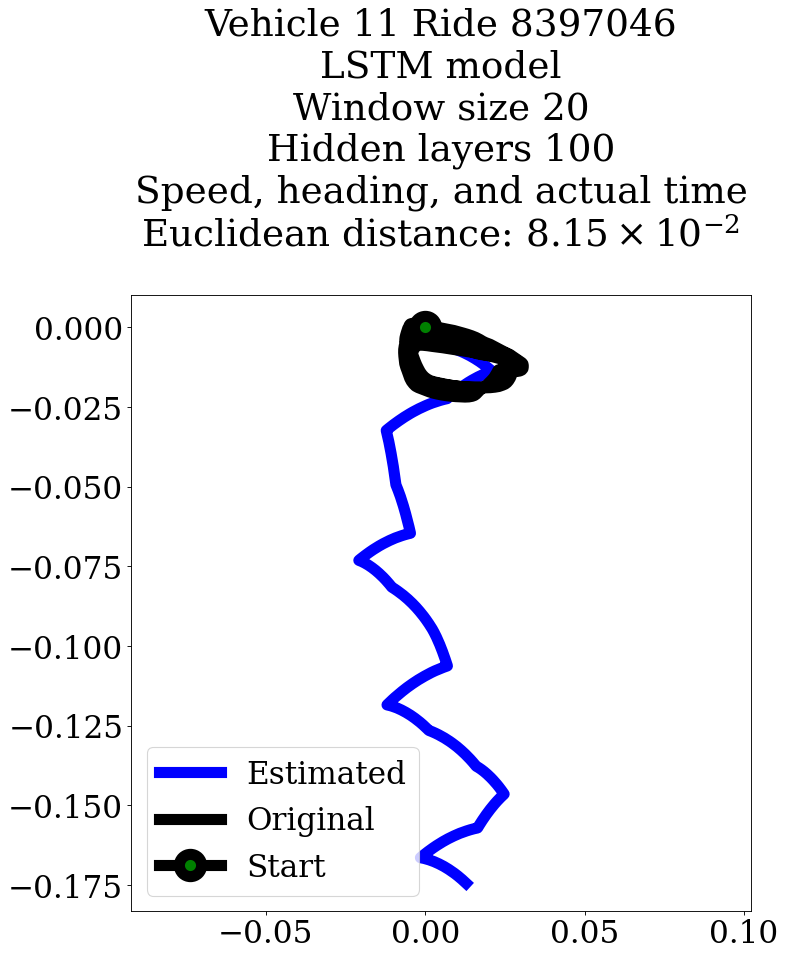 Vehicle 11 Ride 8397046
LSTM model
Window size 20
Hidden layers 100
Speed, heading, and actual time
Euclidean distance: 8.15 × 10⁻²
0.000
−0.025
−0.050
−0.075
−0.100
−0.125
−0.150
−0.175
Estimated
Original
Start
−0.05 0.00 0.05 0.10